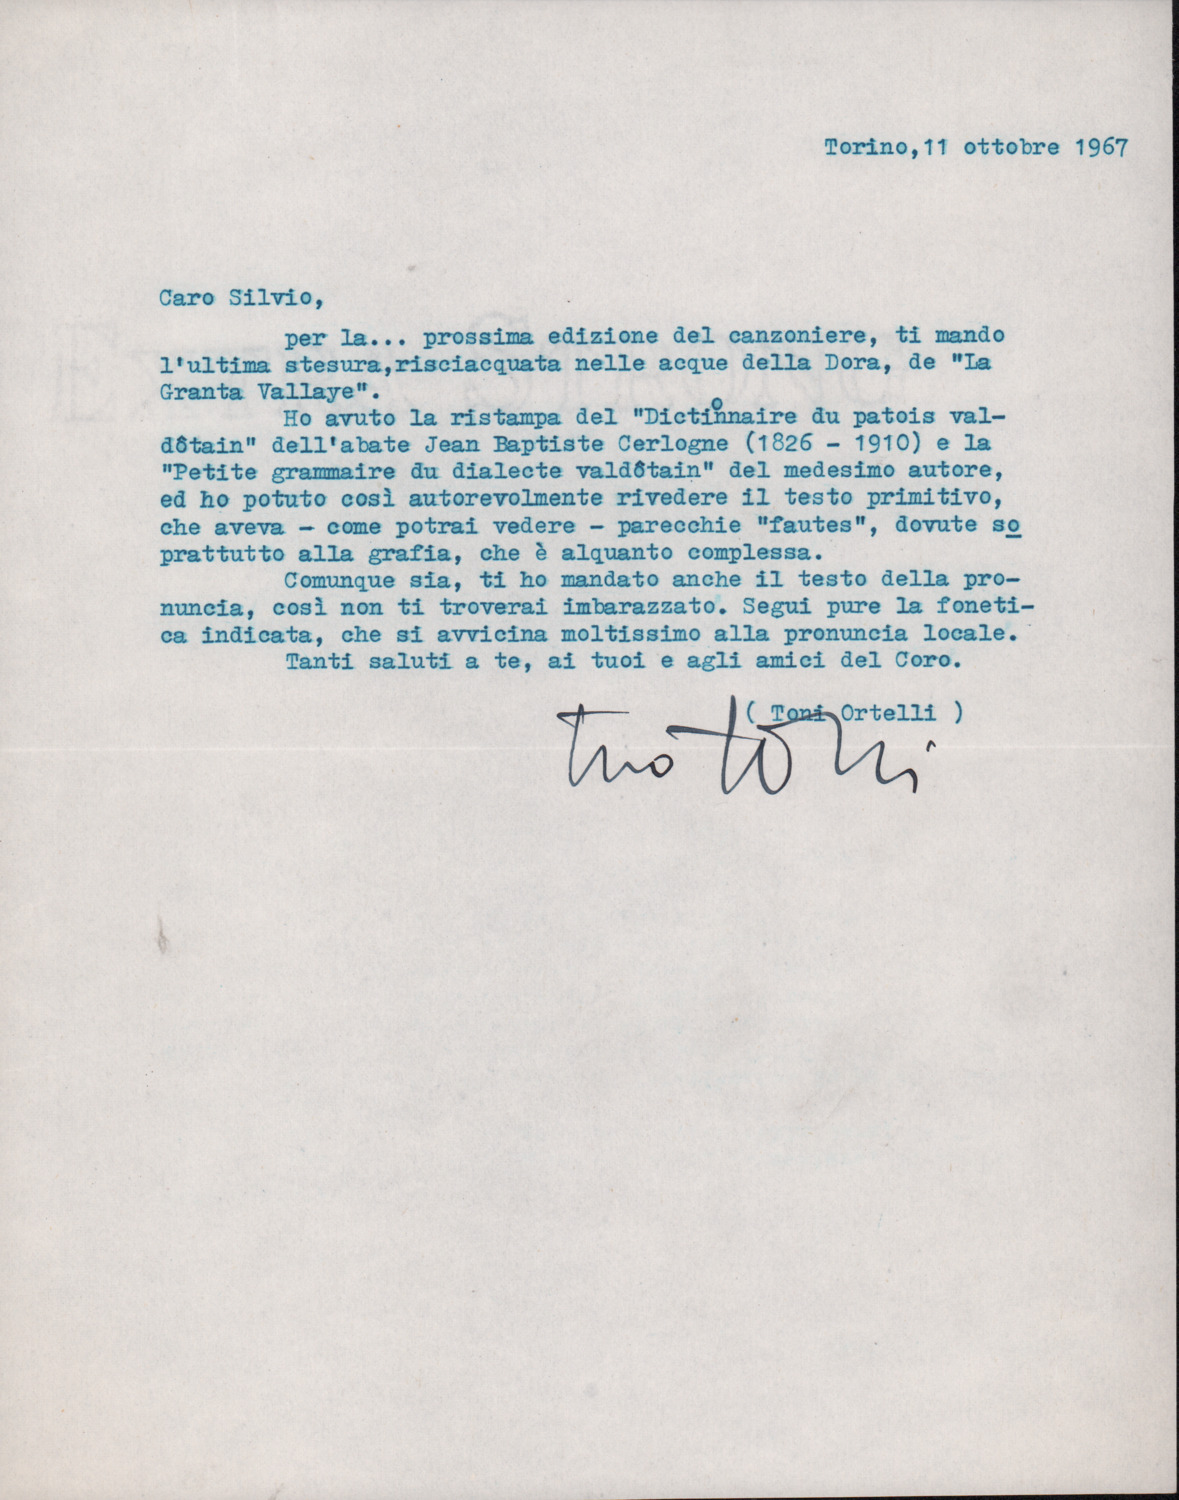 Torino,11 ottobre 1967
Caro Silvio,
per la... prossima edizione del canzoniere, ti mando
l'ultima stesura,risciacquata nelle acque della Dora, de "La
Granta Vallaye".
Ho avuto la ristampa del "Dictionnaire du patois val-
dôtain" dell'abate Jean Baptiste Cerlogne (1826 - 1910) e la
"Petite grammaire du dialecte valdôtain" del medesimo autore,
ed ho potuto così autorevolmente rivedere il testo primitivo,
che aveva - come potrai vedere - parecchie "fautes", dovute so
prattutto alla grafia, che è alquanto complessa.
Comunque sia, ti ho mandato anche il testo della pro-
nuncia, così non ti troverai imbarazzato. Segui pure la foneti-
ca indicata, che si avvicina moltissimo alla pronuncia locale.
Tanti saluti a te, ai tuoi e agli amici del Coro.
( Toni Ortelli )
tuo Toni